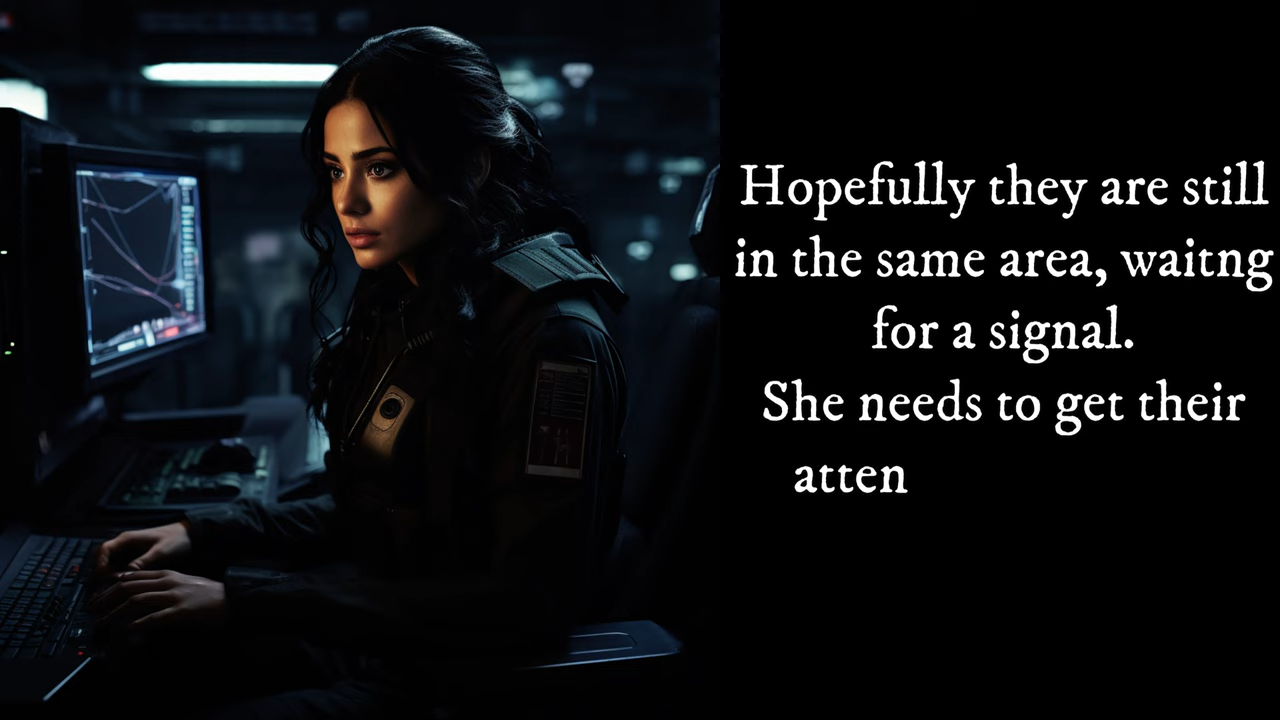 Hopefully they are still
in the same area, waitng
for a signal.
She needs to get their
atten